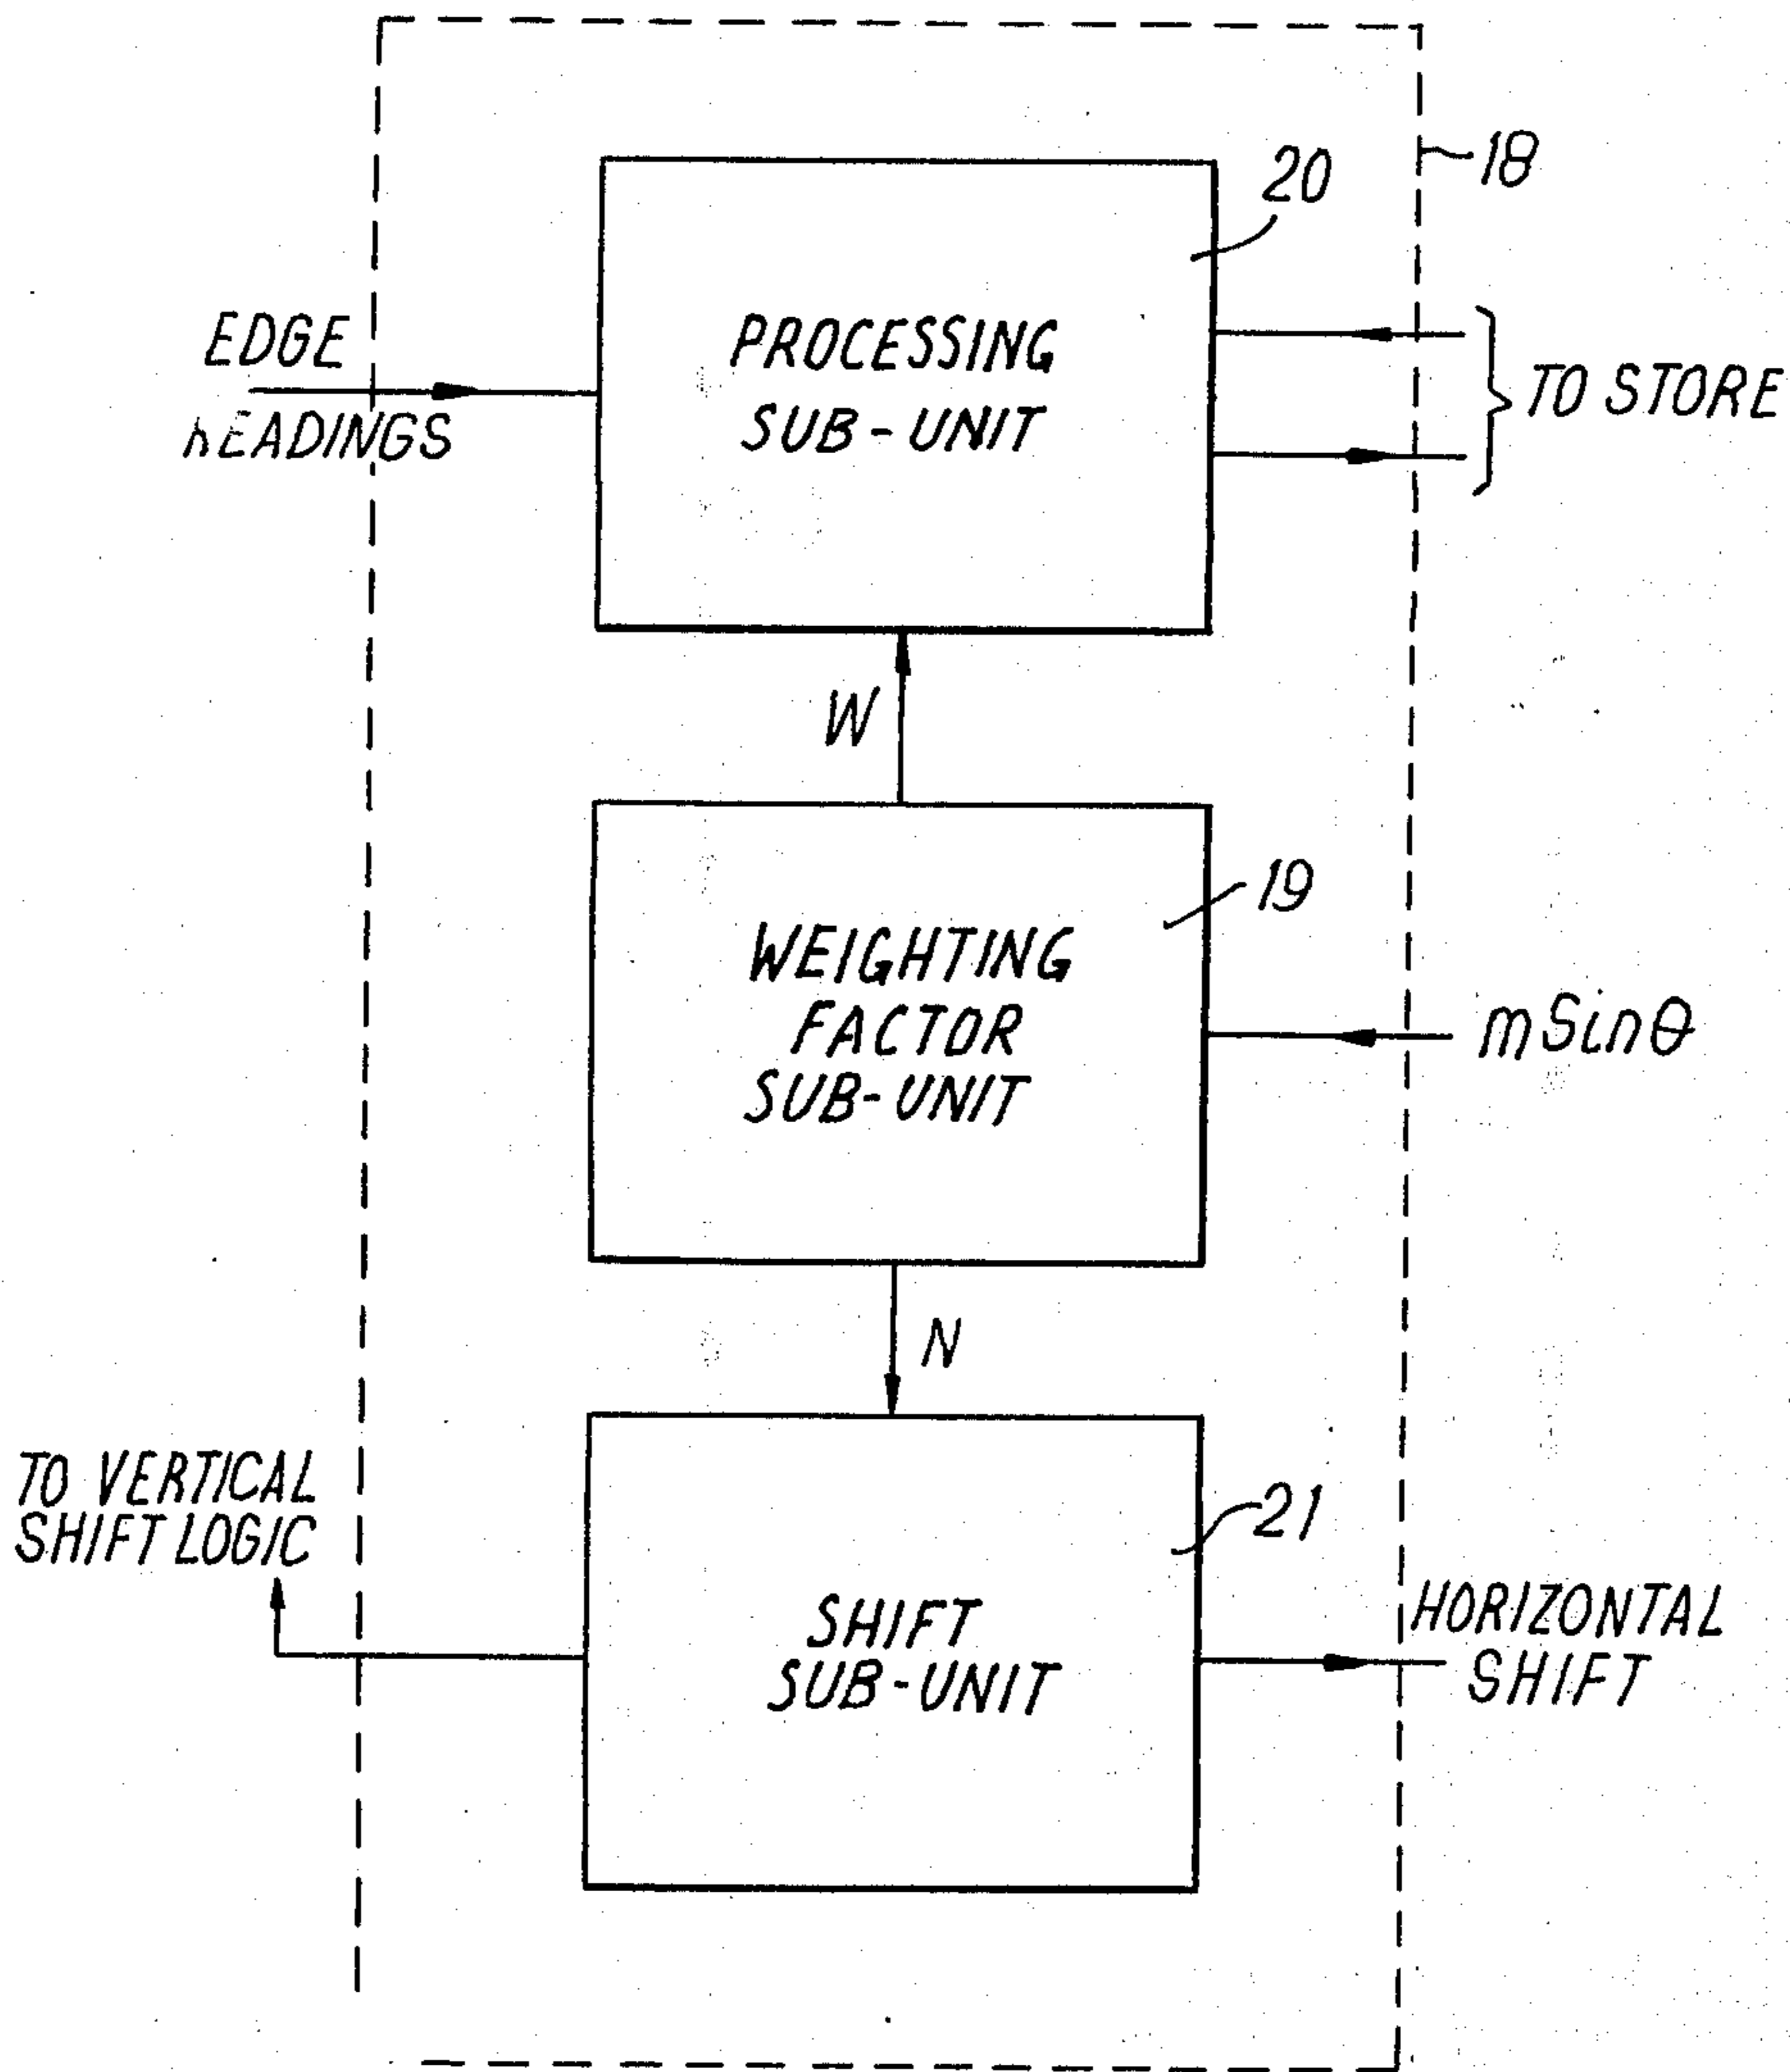 18
20
EDGE
READINGS
PROCESSING
SUB-UNIT
TO STORE
W
19
WEIGHTING
FACTOR
SUB-UNIT
mSinθ
N
TO VERTICAL
SHIFT LOGIC
21
SHIFT
SUB-UNIT
HORIZONTAL
SHIFT